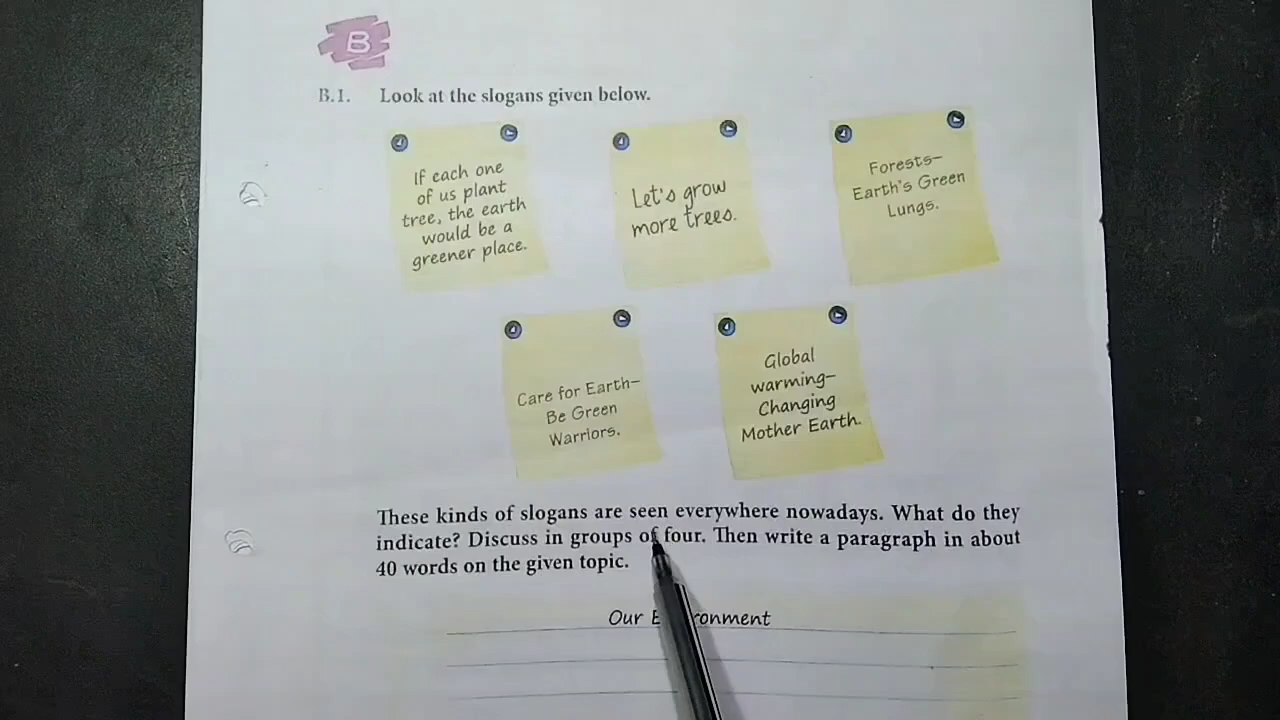 B
B.1. Look at the slogans given below.
If each one
of us plant
tree, the earth
would be a
greener place.
Let's grow
more trees.
Forests–
Earth's Green
Lungs.
Care for Earth–
Be Green
Warriors.
Global
warming–
Changing
Mother Earth.
These kinds of slogans are seen everywhere nowadays. What do they
indicate? Discuss in groups of four. Then write a paragraph in about
40 words on the given topic.
Our